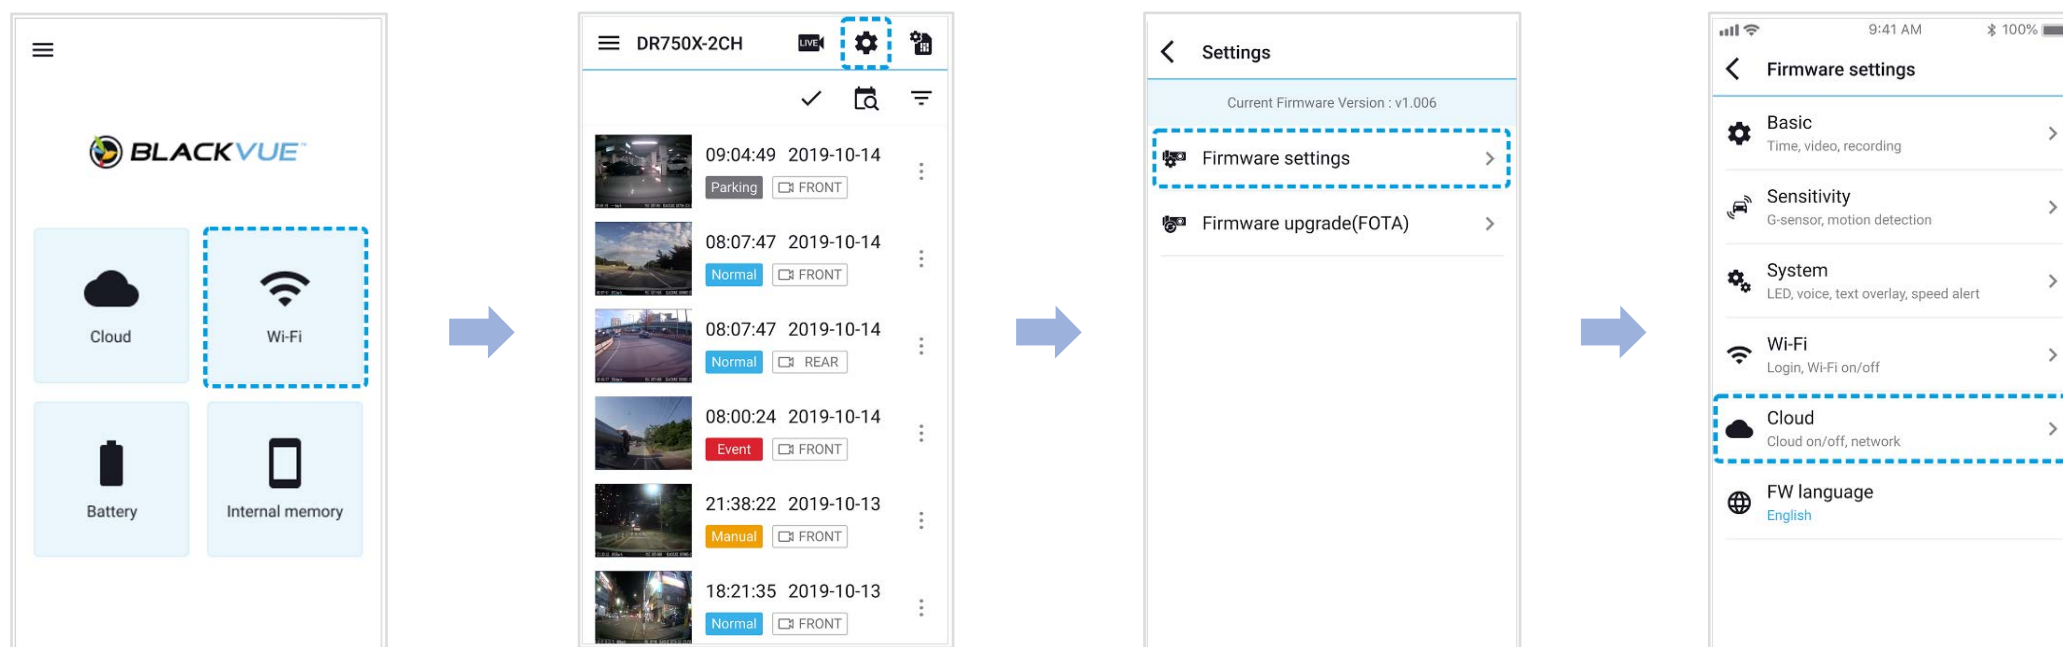 BLACKVUE™
Cloud
Wi-Fi
Battery
Internal memory
DR750X-2CH
LIVE
09:04:49 2019-10-14
Parking FRONT
08:07:47 2019-10-14
Normal FRONT
08:07:47 2019-10-14
Normal REAR
08:00:24 2019-10-14
Event FRONT
21:38:22 2019-10-13
Manual FRONT
18:21:35 2019-10-13
Normal FRONT
Settings
Current Firmware Version : v1.006
Firmware settings
Firmware upgrade(FOTA)
9:41 AM 100%
Firmware settings
Basic
Time, video, recording
Sensitivity
G-sensor, motion detection
System
LED, voice, text overlay, speed alert
Wi-Fi
Login, Wi-Fi on/off
Cloud
Cloud on/off, network
FW language
English